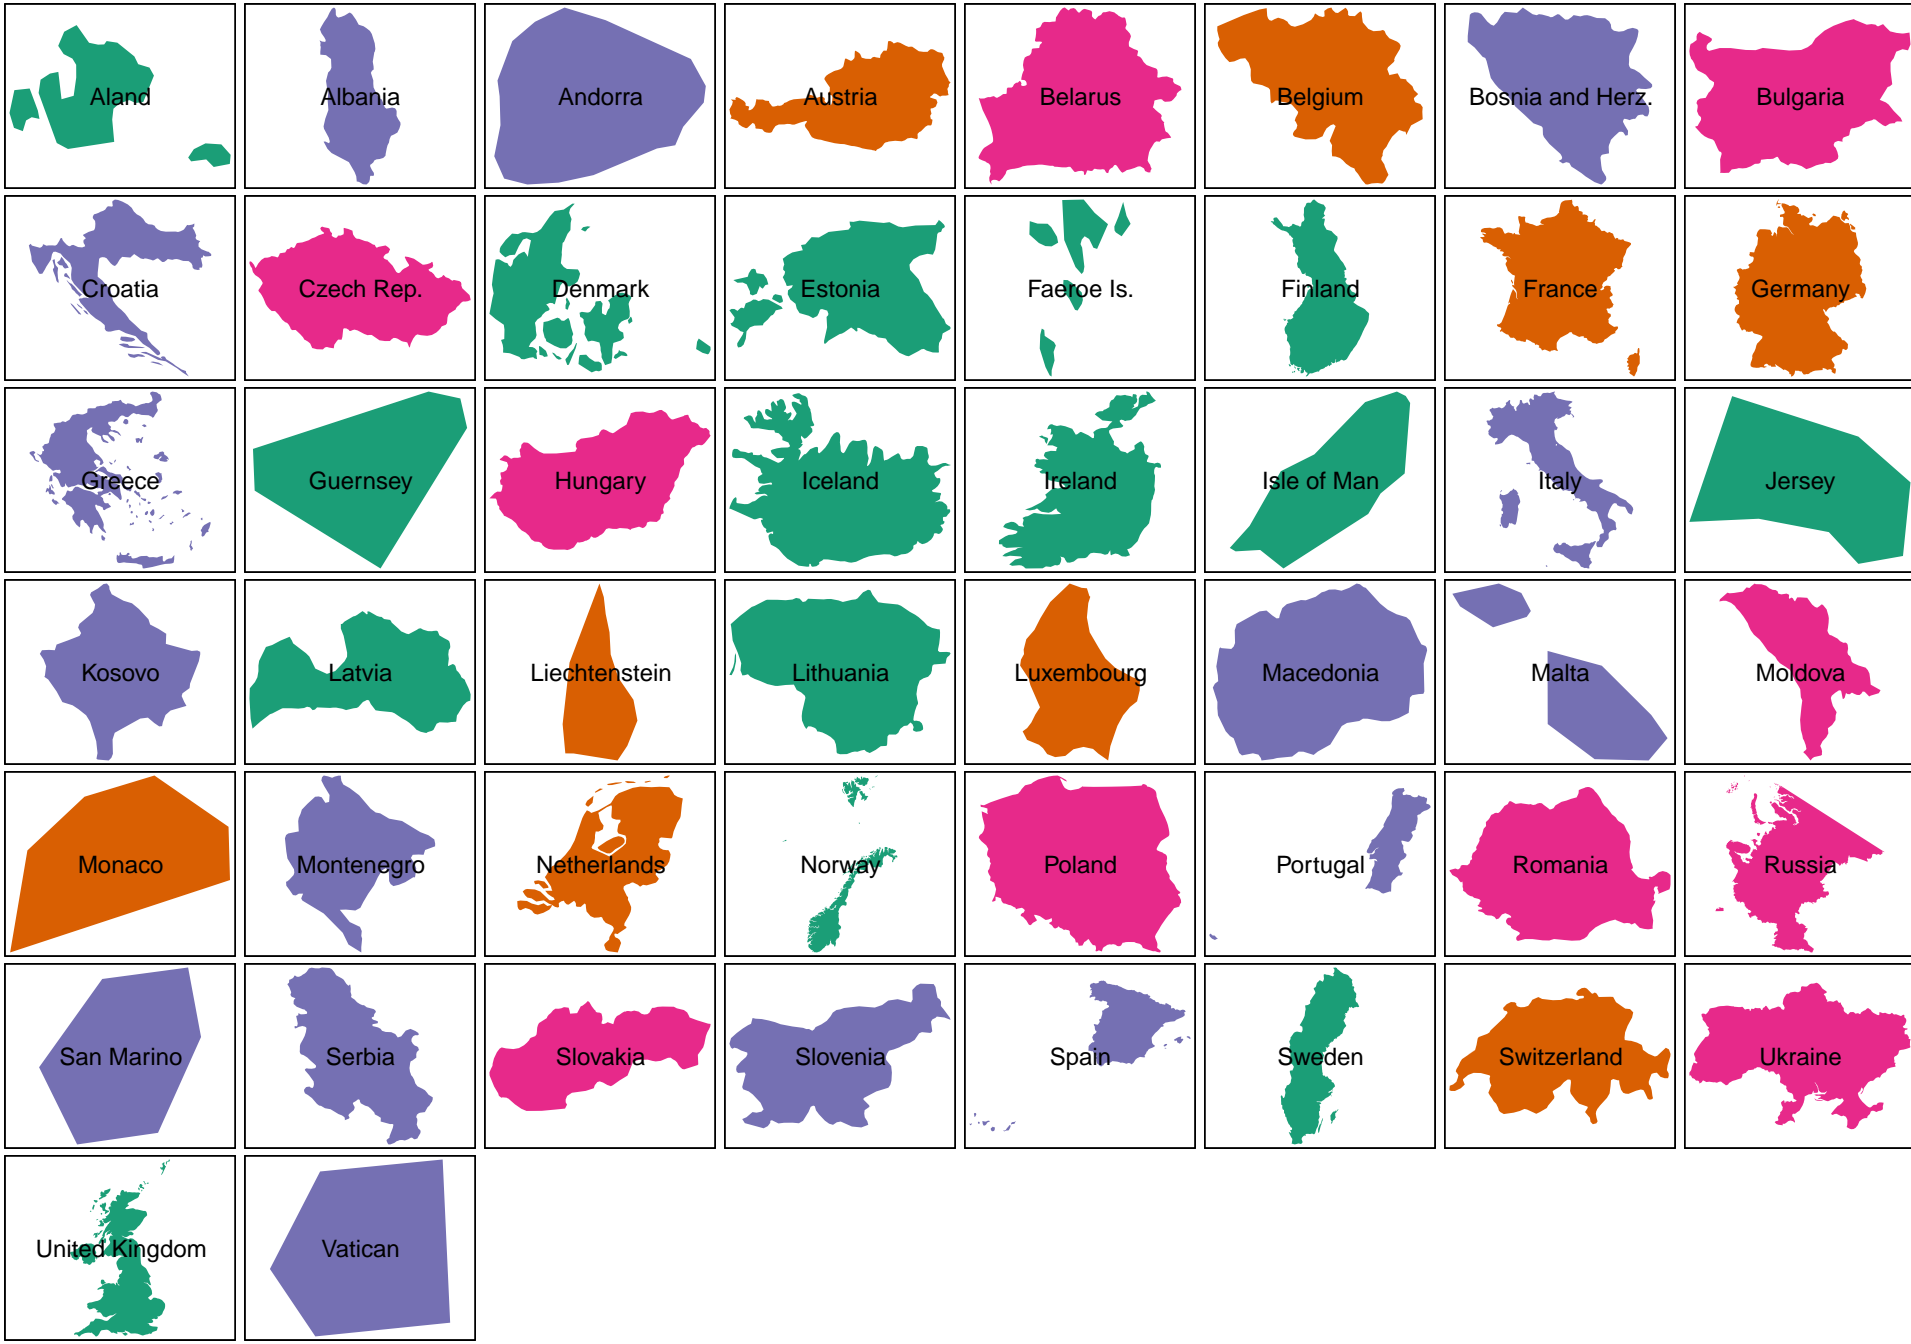 Aland
Albania
Andorra
Austria
Belarus
Belgium
Bosnia and Herz.
Bulgaria
Croatia
Czech Rep.
Denmark
Estonia
Faeroe Is.
Finland
France
Germany
Greece
Guernsey
Hungary
Iceland
Ireland
Isle of Man
Italy
Jersey
Kosovo
Latvia
Liechtenstein
Lithuania
Luxembourg
Macedonia
Malta
Moldova
Monaco
Montenegro
Netherlands
Norway
Poland
Portugal
Romania
Russia
San Marino
Serbia
Slovakia
Slovenia
Spain
Sweden
Switzerland
Ukraine
United Kingdom
Vatican